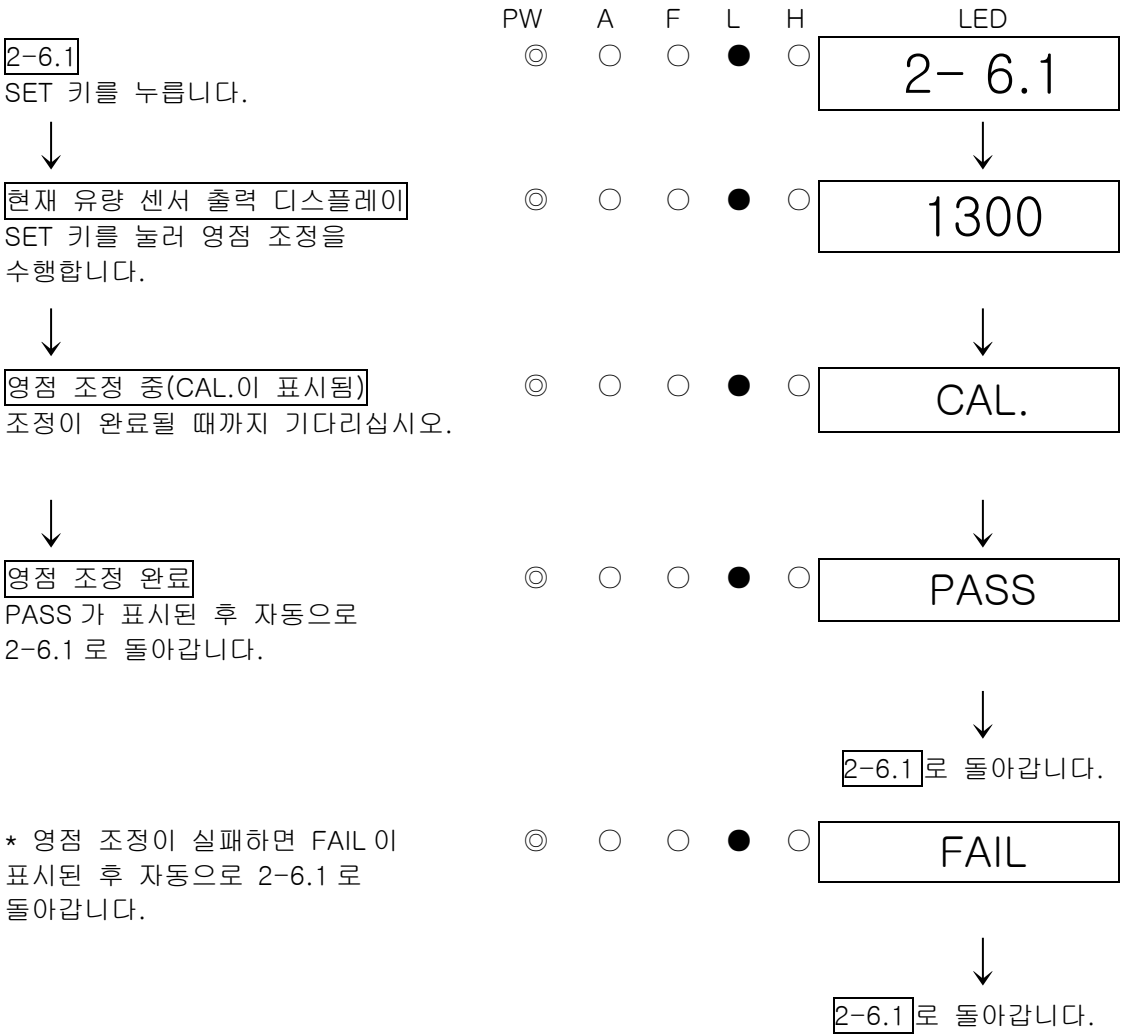 PW A F L H LED
2-6.1 ◎ ○ ○ ● ○ 2- 6.1
SET 키를 누릅니다.
↓ ↓
현재 유량 센서 출력 디스플레이 ◎ ○ ○ ● ○ 1300
SET 키를 눌러 영점 조정을
수행합니다.
↓ ↓
영점 조정 중(CAL.이 표시됨) ◎ ○ ○ ● ○ CAL.
조정이 완료될 때까지 기다리십시오.
↓ ↓
영점 조정 완료 ◎ ○ ○ ● ○ PASS
PASS 가 표시된 후 자동으로
2-6.1 로 돌아갑니다.
↓
2-6.1 로 돌아갑니다.
* 영점 조정이 실패하면 FAIL 이 ◎ ○ ○ ● ○ FAIL
표시된 후 자동으로 2-6.1 로
돌아갑니다.
↓
2-6.1 로 돌아갑니다.